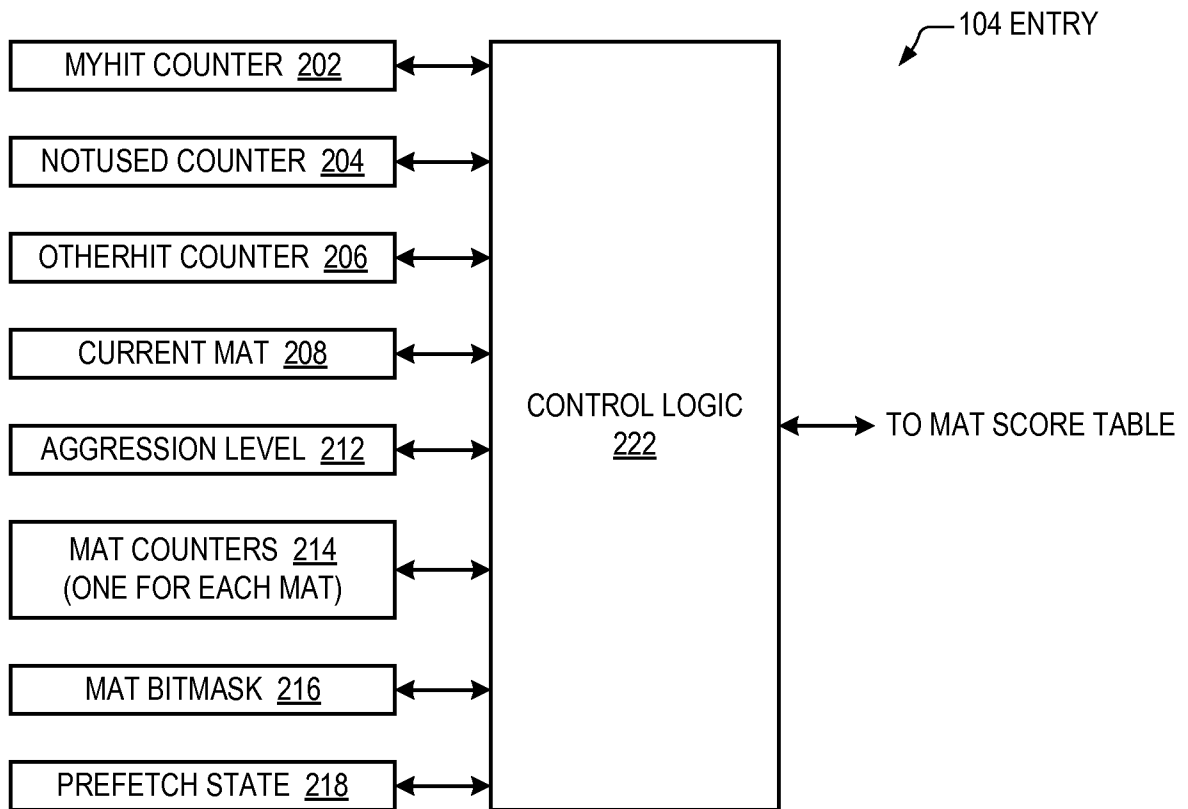 104 ENTRY
MYHIT COUNTER 202
NOTUSED COUNTER 204
OTHERHIT COUNTER 206
CURRENT MAT 208
AGGRESSION LEVEL 212
MAT COUNTERS 214
(ONE FOR EACH MAT)
MAT BITMASK 216
PREFETCH STATE 218
CONTROL LOGIC
222
TO MAT SCORE TABLE